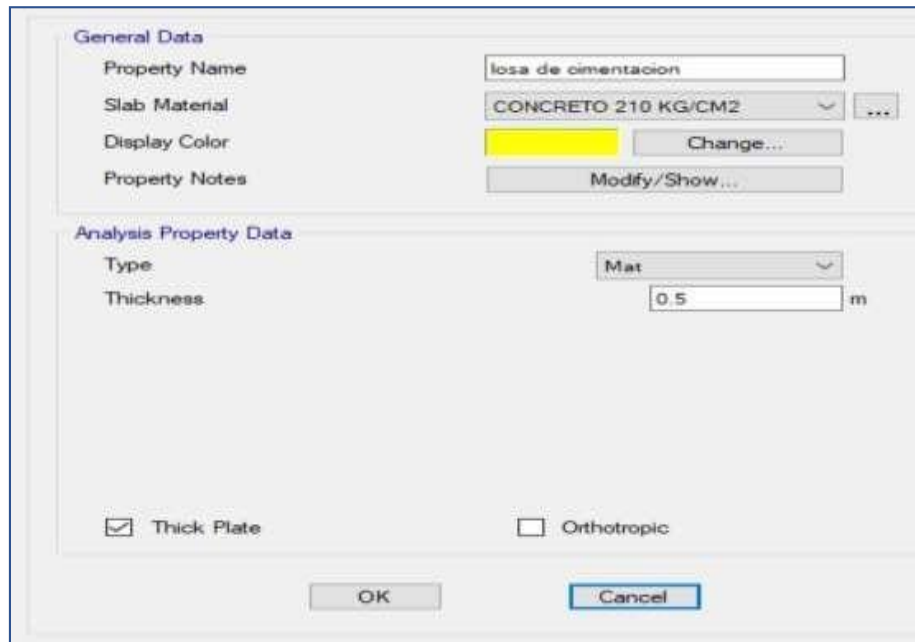 General Data
Property Name losa de cimentacion
Slab Material CONCRETO 210 KG/CM2 ...
Display Color Change...
Property Notes Modify/Show...
Analysis Property Data
Type Mat
Thickness 0.5 m
Thick Plate Orthotropic
OK Cancel